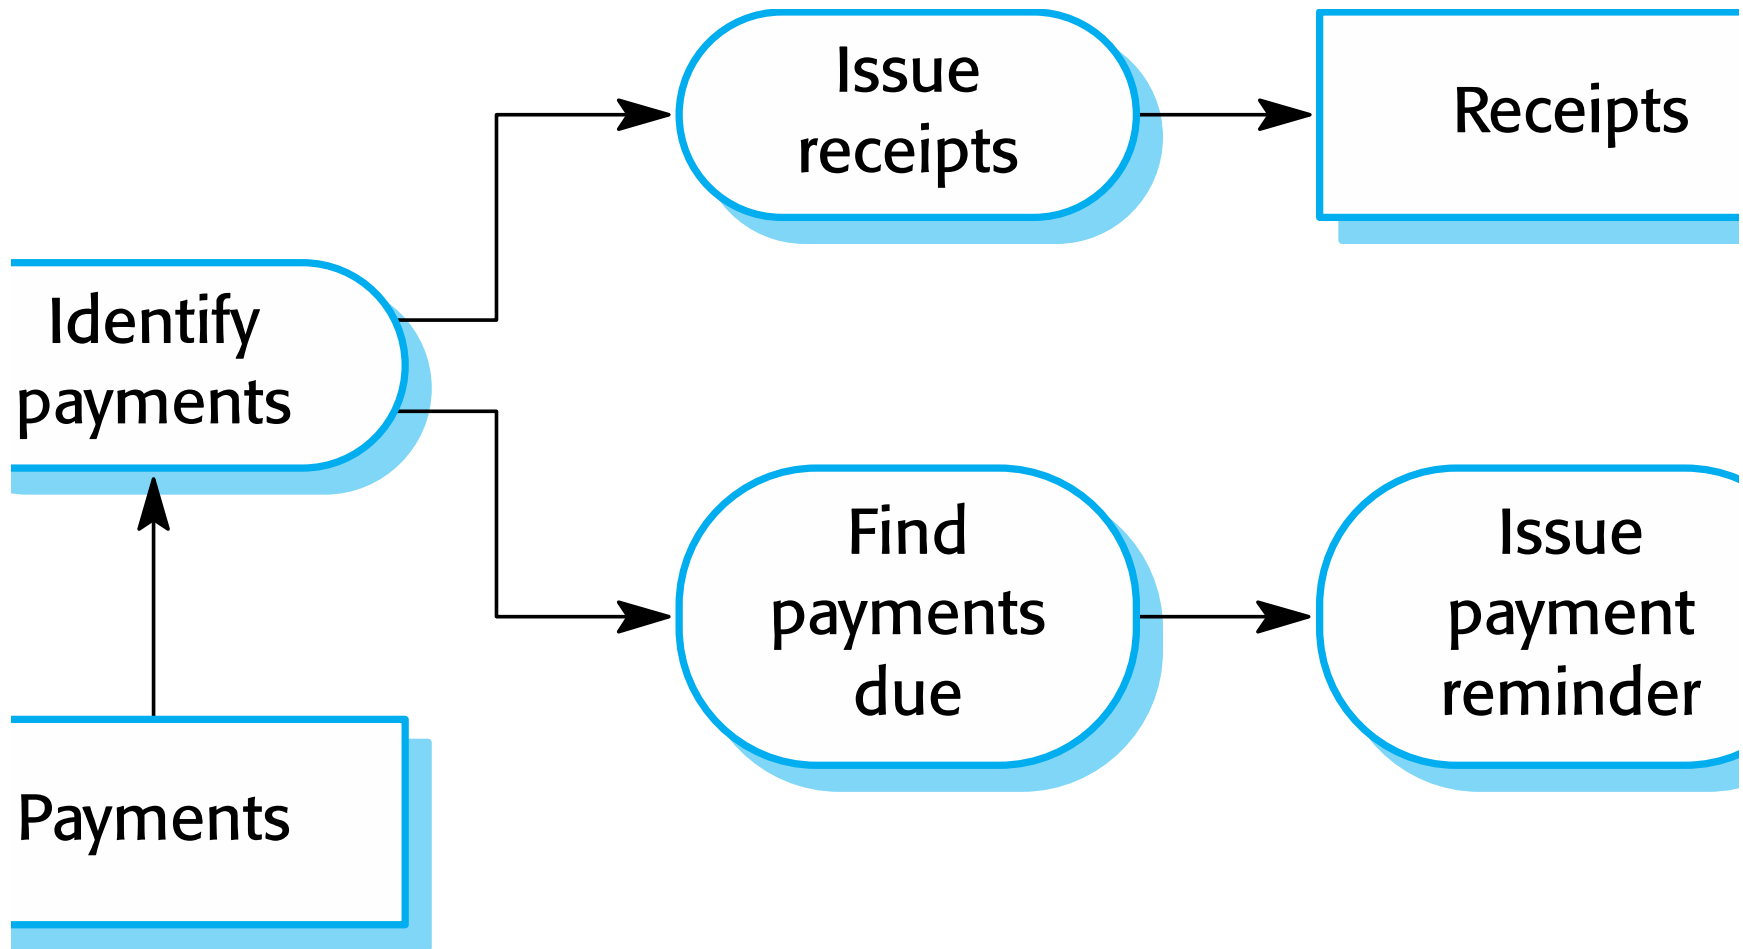 Issue
receipts
Receipts
Identify
payments
Find
payments
due
Issue
payment
reminder
Payments